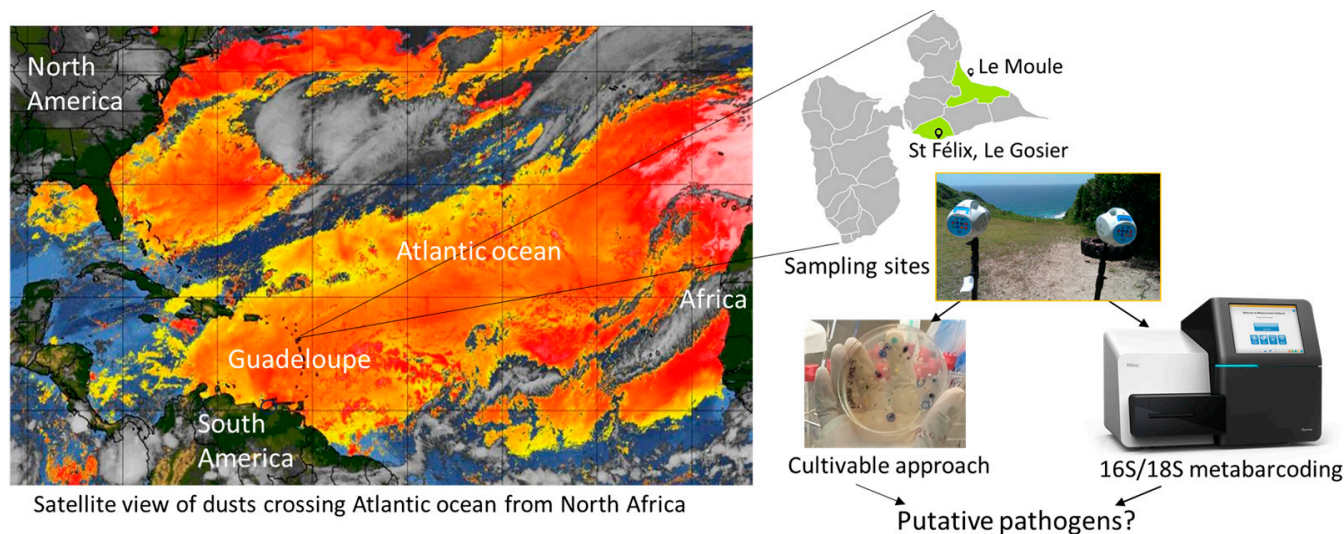 North
America
Atlantic ocean
Africa
Guadeloupe
South
America
Satellite view of dusts crossing Atlantic ocean from North Africa
Le Moule
St Félix, Le Gosier
Sampling sites
Cultivable approach
16S/18S metabarcoding
Putative pathogens?